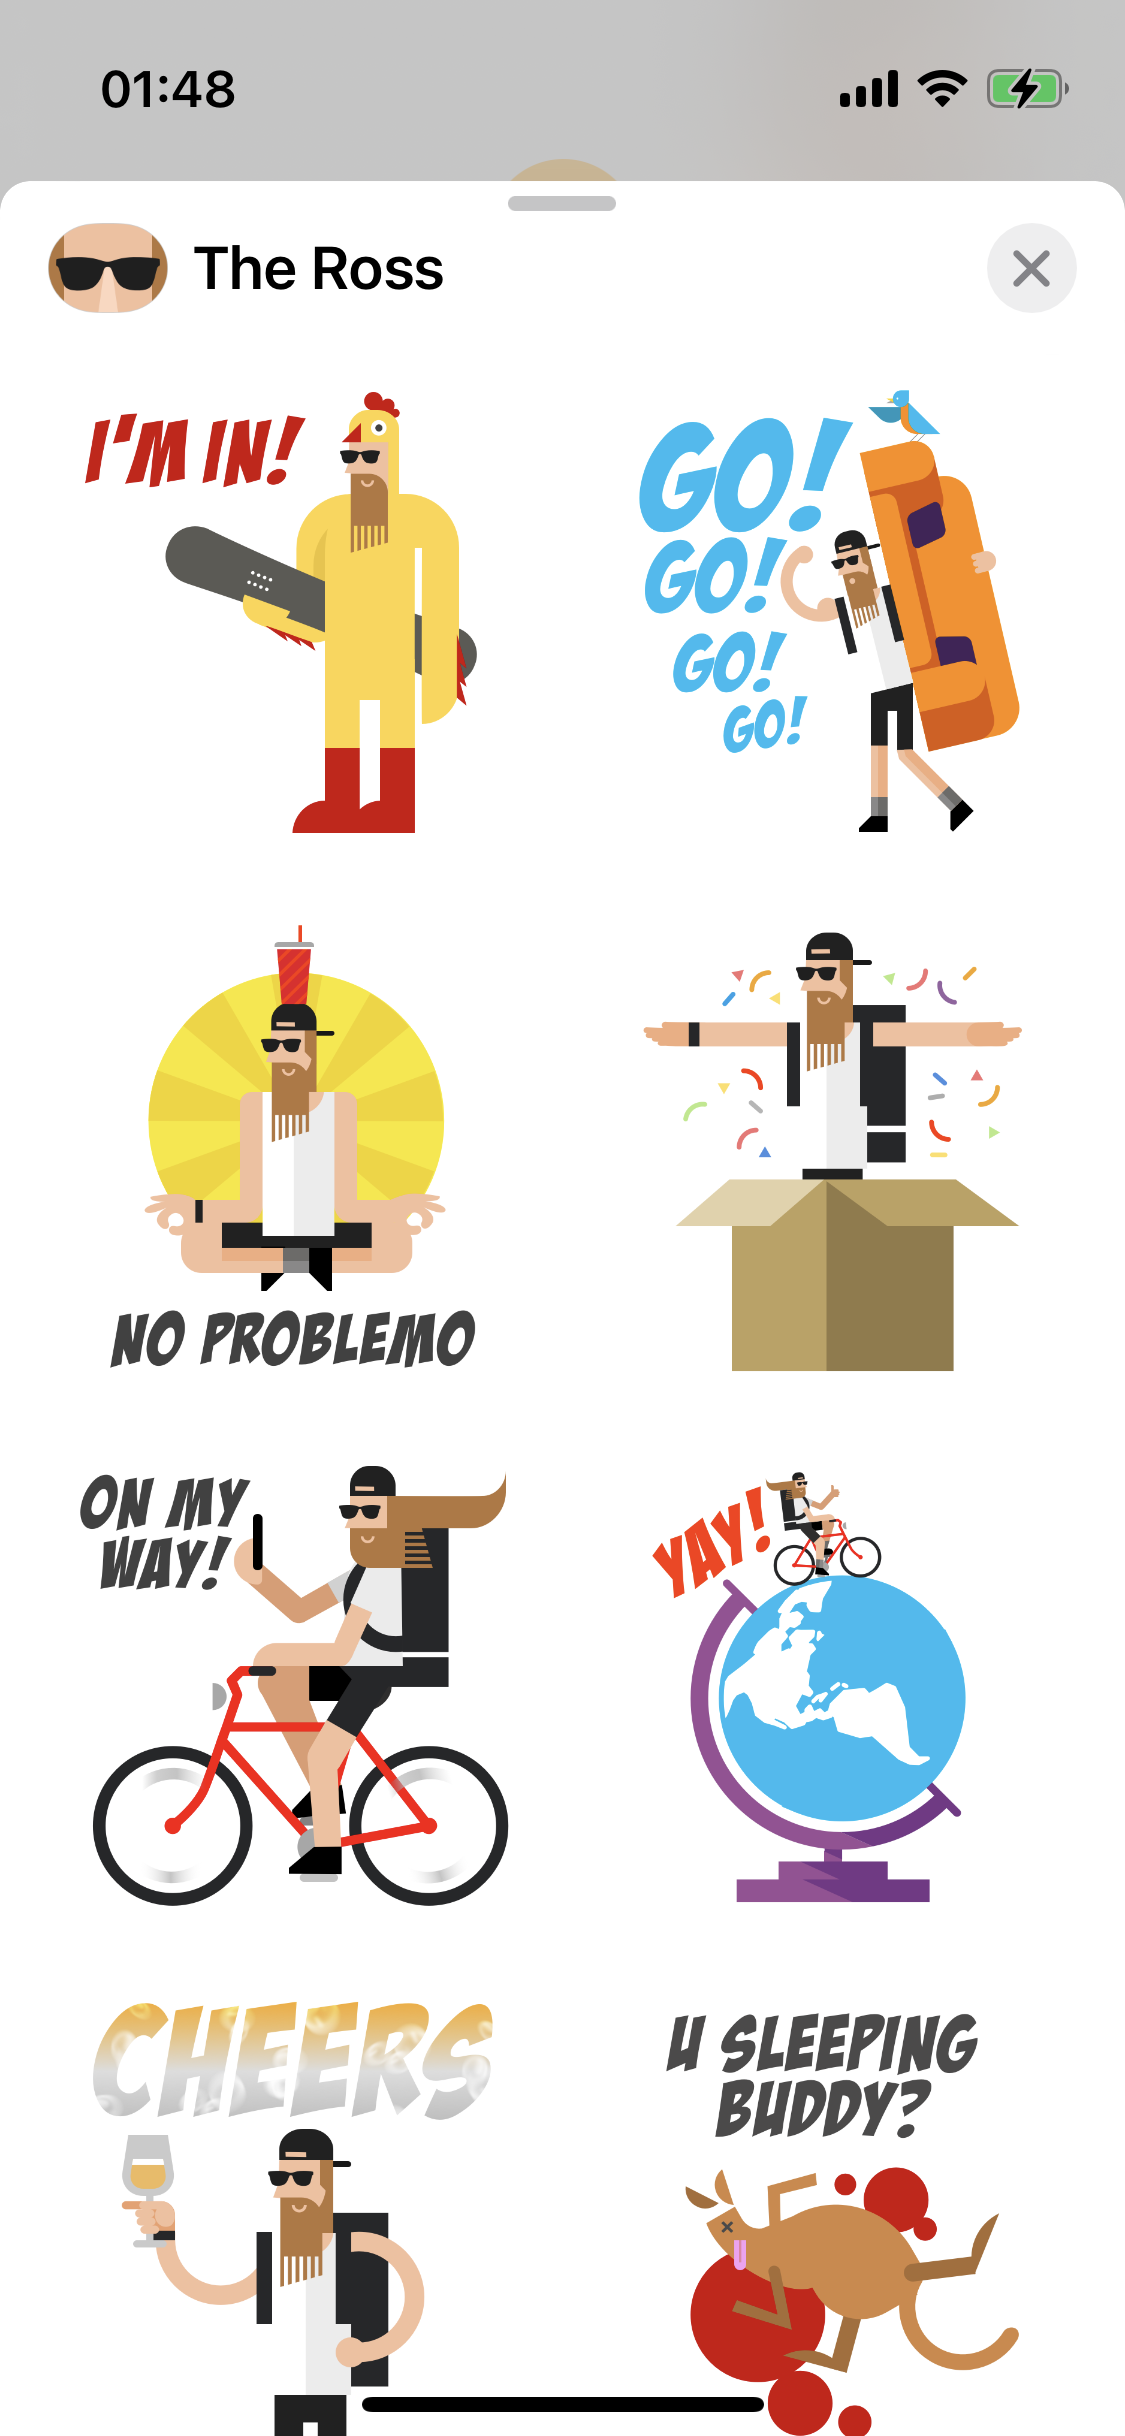 01:48
The Ross
I'M IN!
GO!
GO!
GO!
GO!
NO PROBLEMO
ON MY
WAY!
YAY!
CHEERS
U SLEEPING
BUDDY?